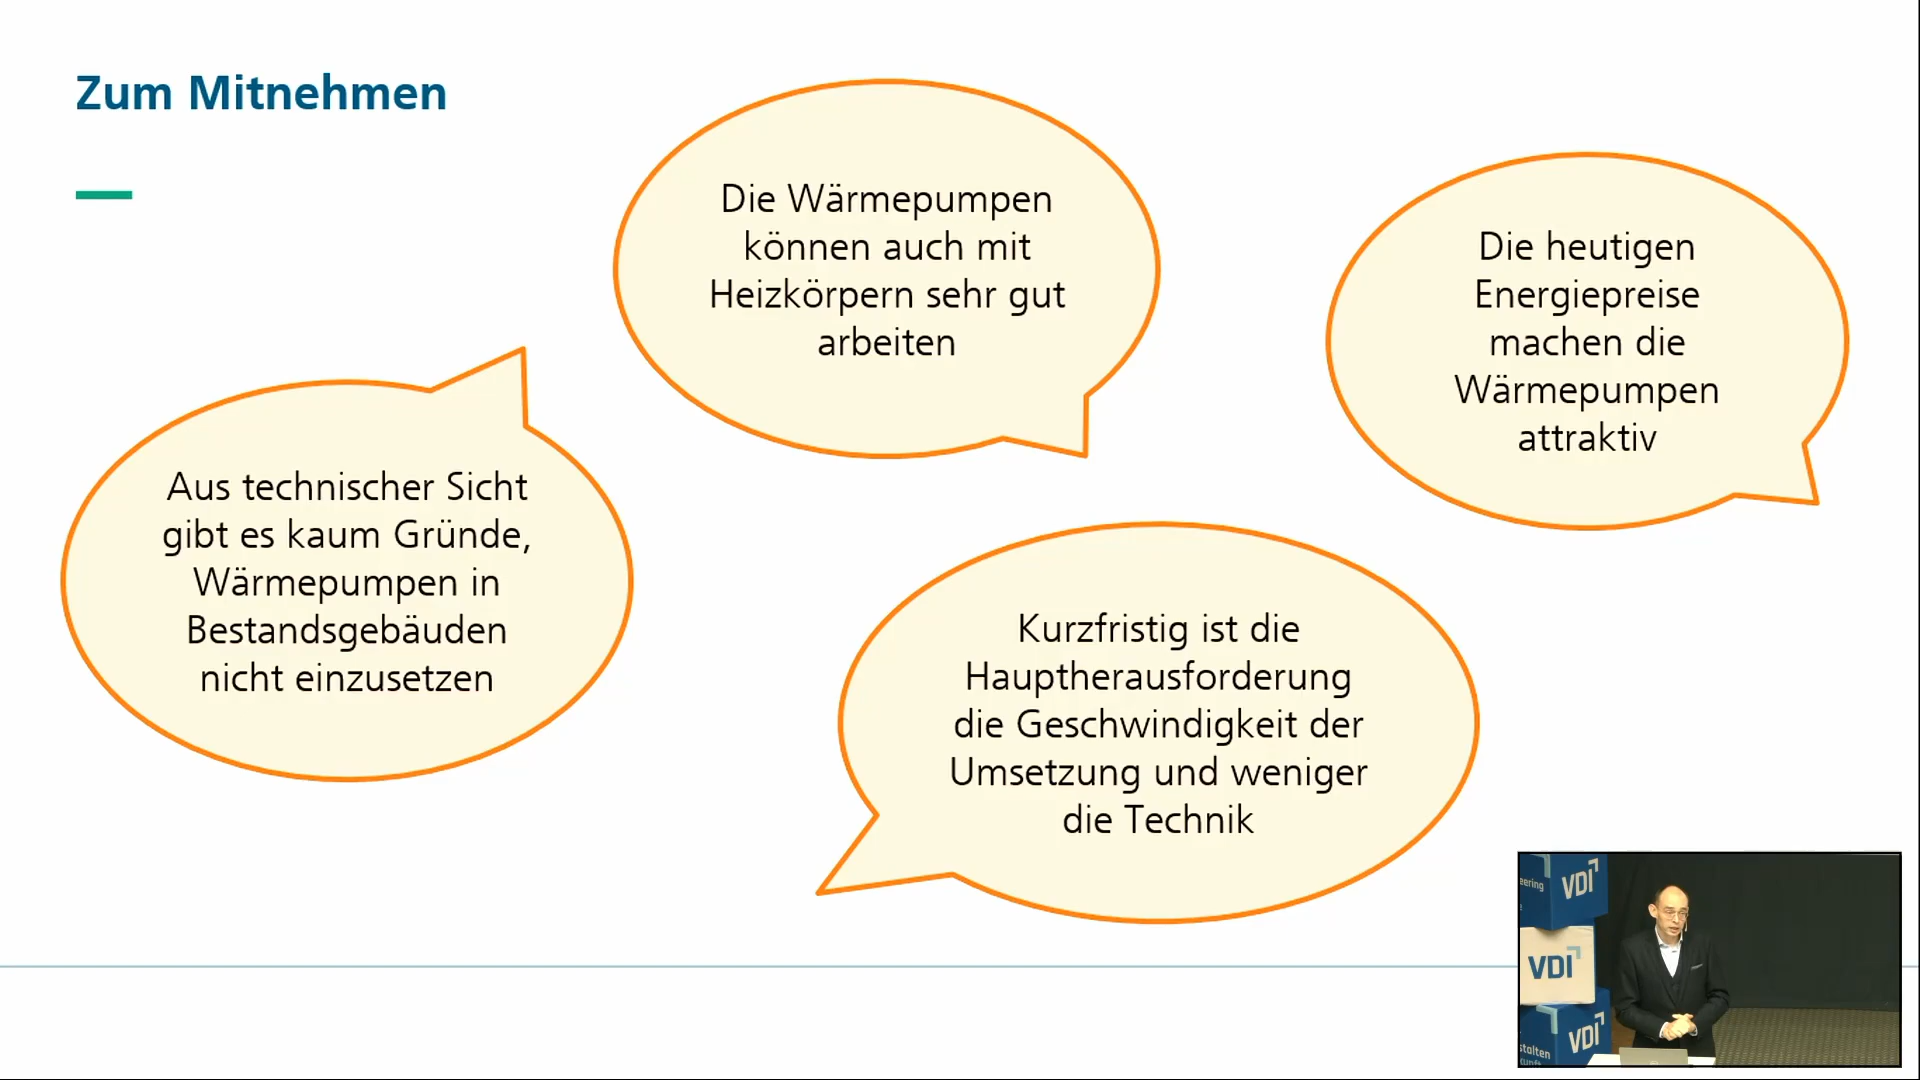 Zum Mitnehmen
Die Wärmepumpen
können auch mit
Heizkörpern sehr gut
arbeiten
Die heutigen
Energiepreise
machen die
Wärmepumpen
attraktiv
Aus technischer Sicht
gibt es kaum Gründe,
Wärmepumpen in
Bestandsgebäuden
nicht einzusetzen
Kurzfristig ist die
Hauptherausforderung
die Geschwindigkeit der
Umsetzung und weniger
die Technik
eering
VDI
VDI
VDI
stalten